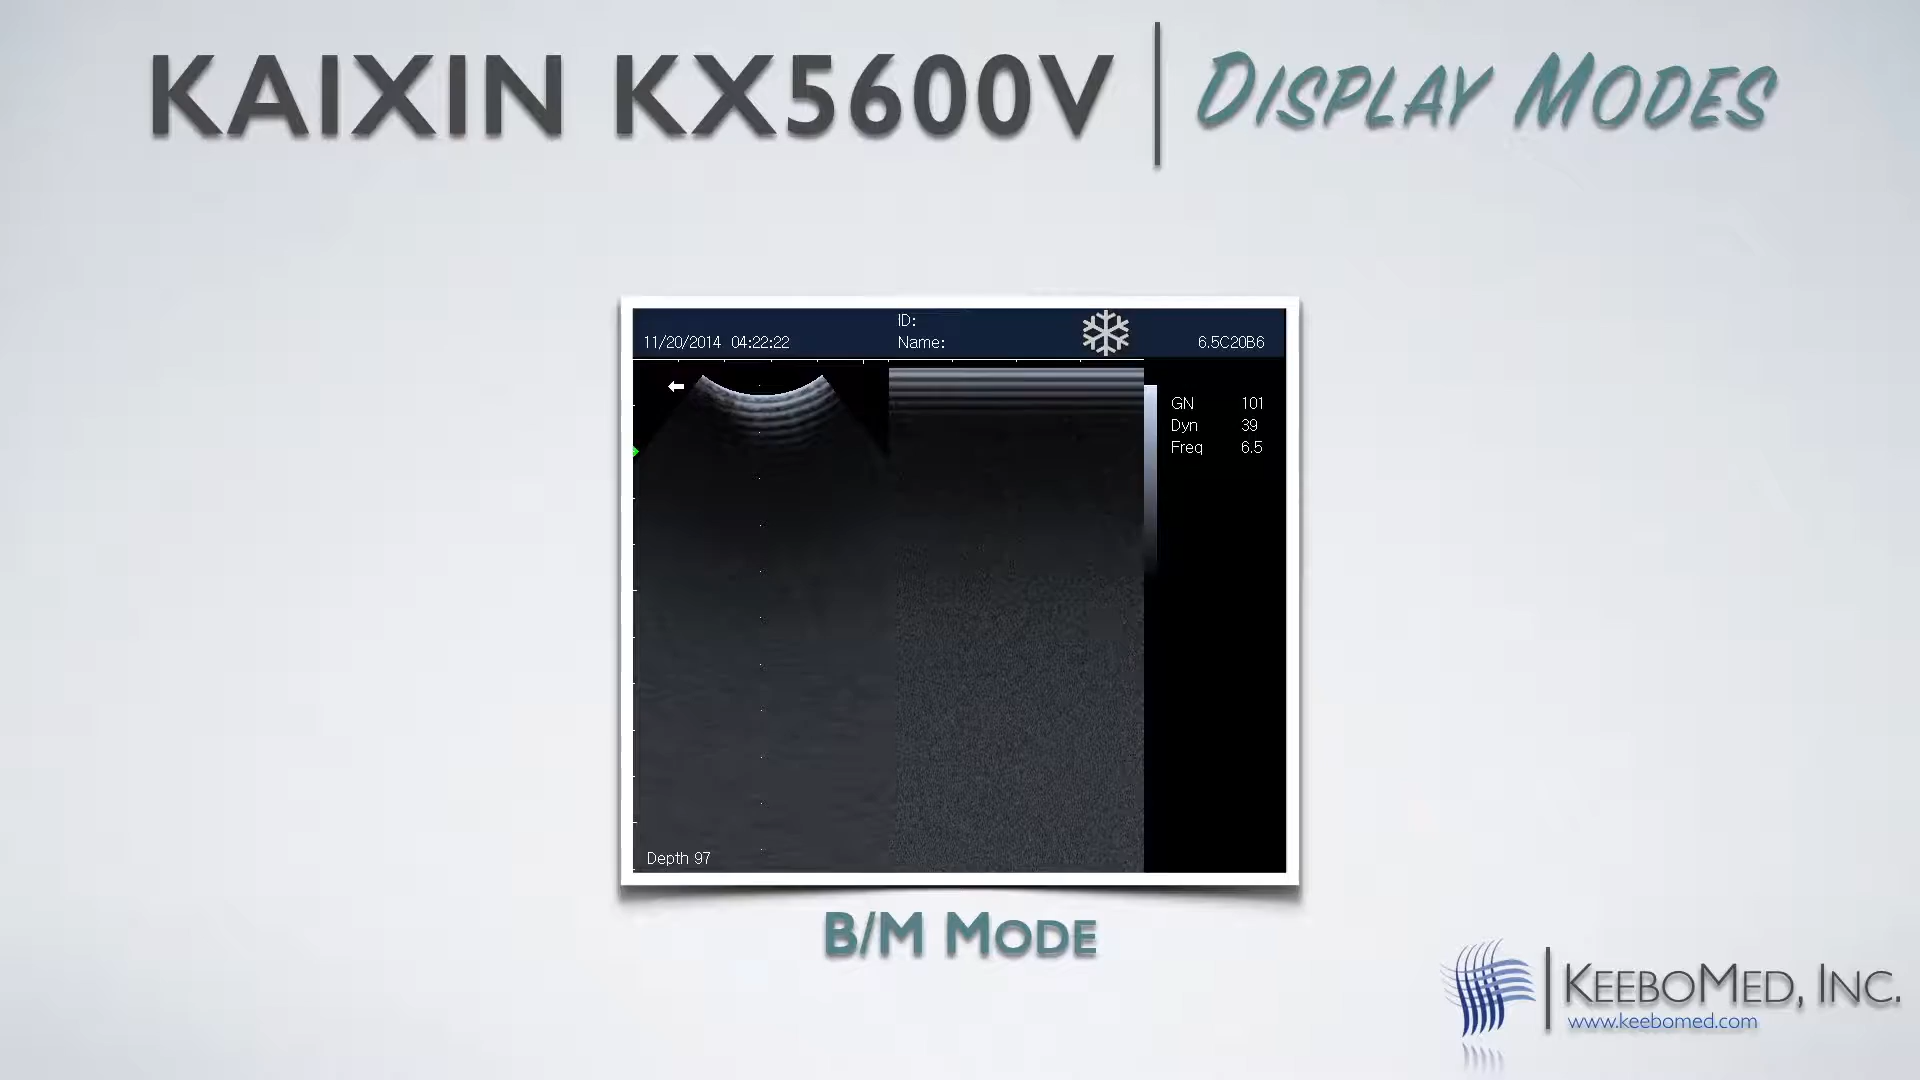 KAIXIN KX5600V
DISPLAY MODES
ID:
11/20/2014 04:22:22
Name:
6.5C20B6
GN 101
Dyn 39
Freq 6.5
Depth 97
B/M MODE
KEEBOMED, INC.
www.keebomed.com